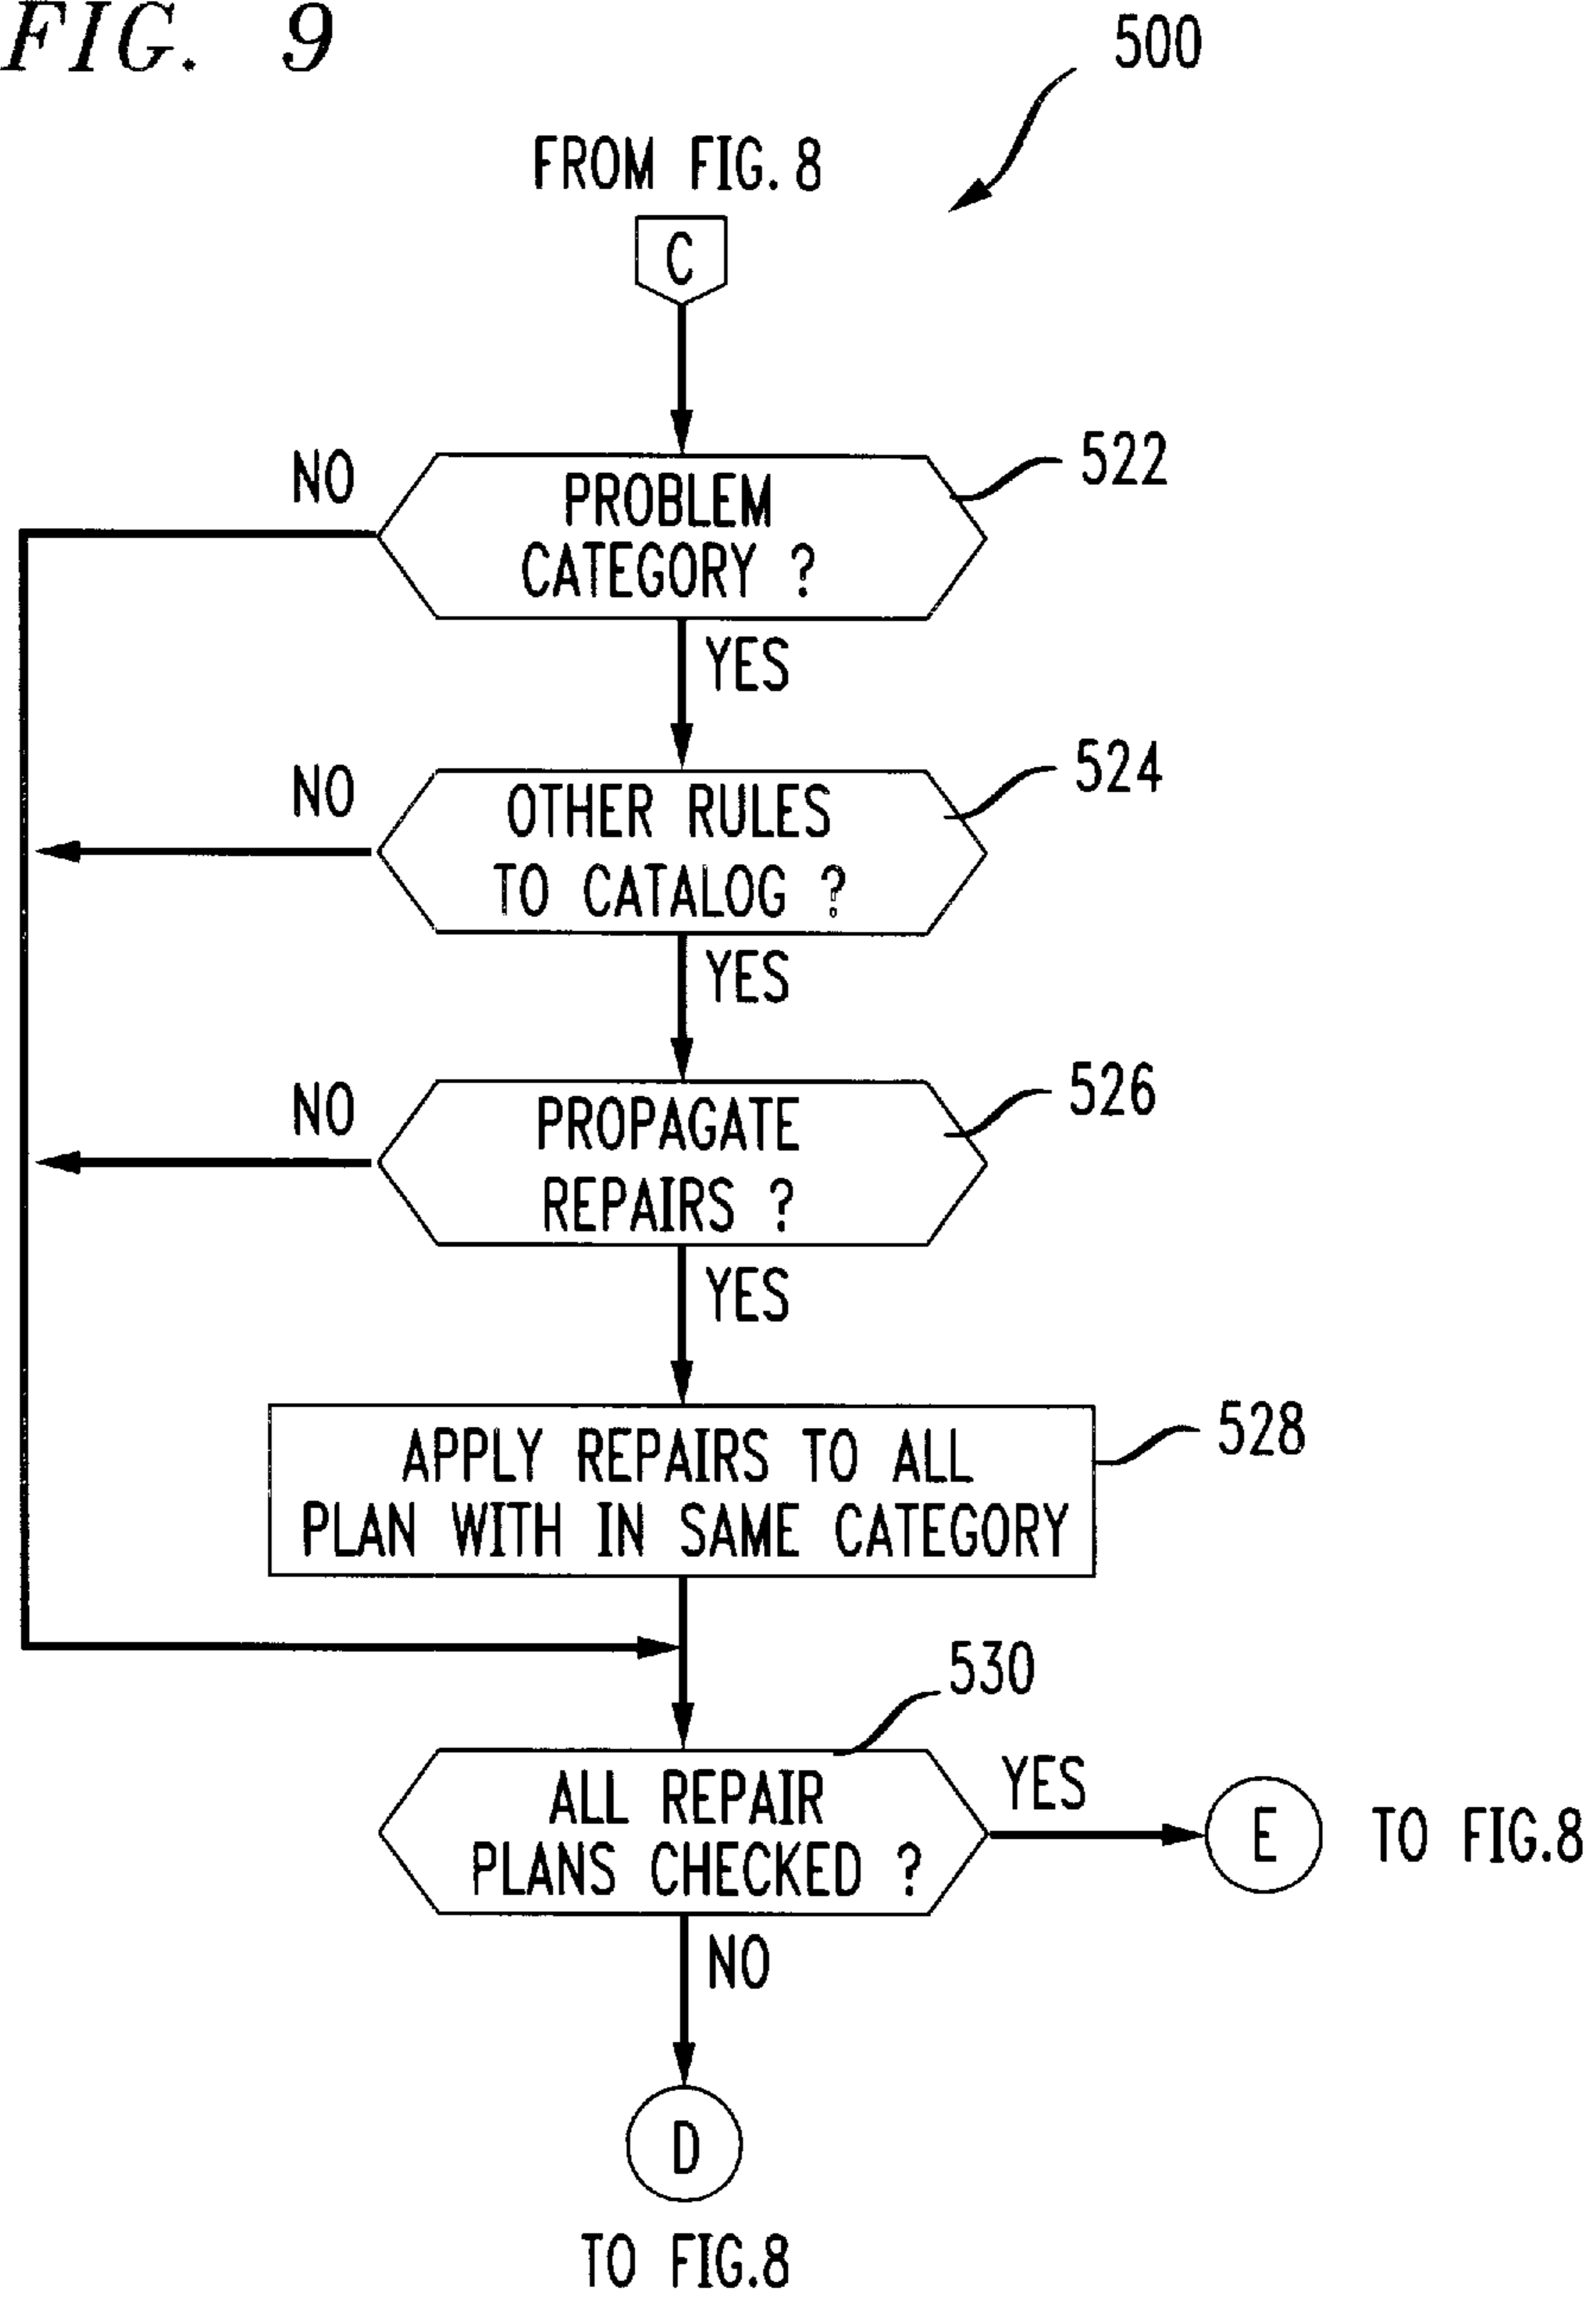 FIG. 9
500
FROM FIG. 8
C
NO
PROBLEM
CATEGORY ?
522
YES
NO
OTHER RULES
TO CATALOG ?
524
YES
NO
PROPAGATE
REPAIRS ?
526
YES
APPLY REPAIRS TO ALL
PLAN WITH IN SAME CATEGORY
528
530
ALL REPAIR
PLANS CHECKED ?
YES
E
TO FIG.8
NO
D
TO FIG.8